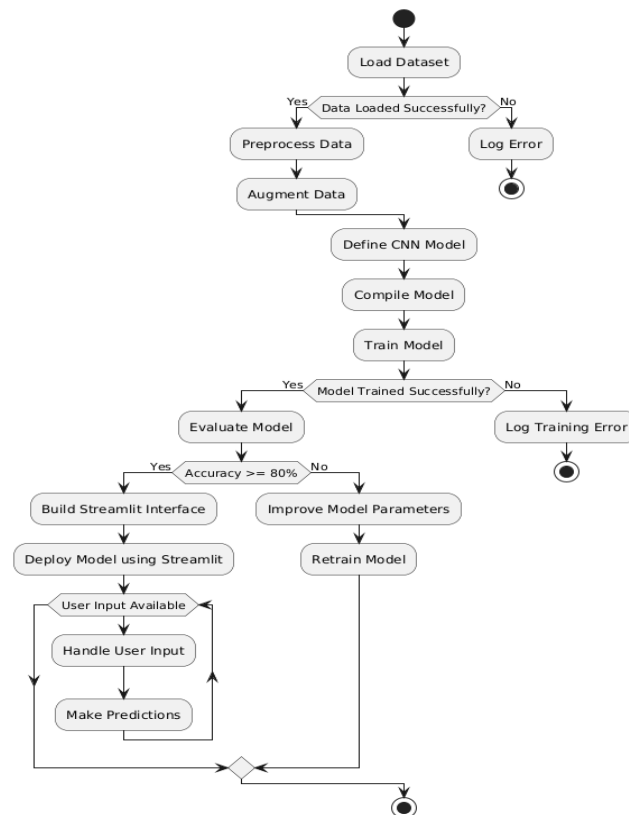 Load Dataset
Yes
Data Loaded Successfully?
No
Preprocess Data
Log Error
Augment Data
Define CNN Model
Compile Model
Train Model
Yes
Model Trained Successfully?
No
Evaluate Model
Log Training Error
Yes
Accuracy >= 80%
No
Build Streamlit Interface
Improve Model Parameters
Deploy Model using Streamlit
Retrain Model
User Input Available
Handle User Input
Make Predictions